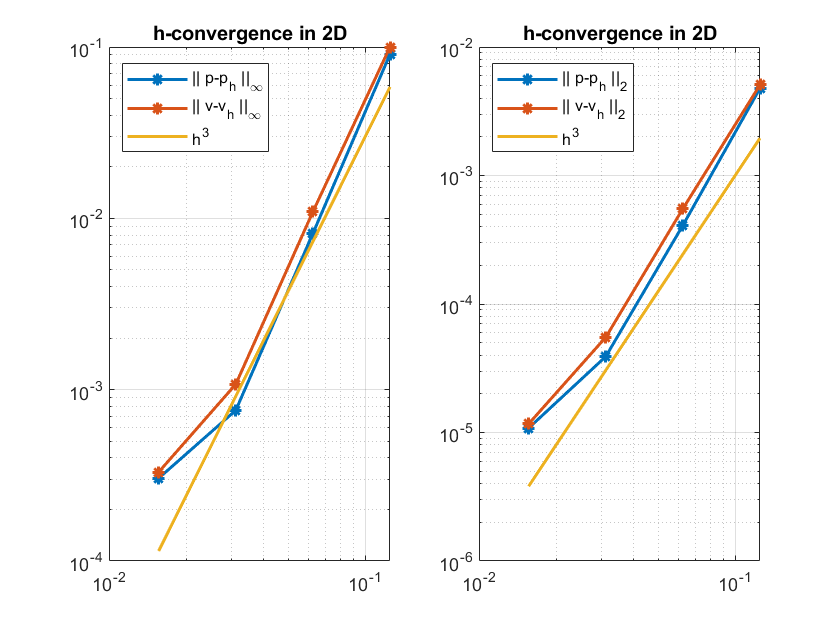 h-convergence in 2D
|| p-p_h ||_∞
|| v-v_h ||_∞
h^3
10^-1
10^-2
10^-3
10^-4
10^-2
10^-1
h-convergence in 2D
|| p-p_h ||_2
|| v-v_h ||_2
h^3
10^-2
10^-3
10^-4
10^-5
10^-6
10^-2
10^-1